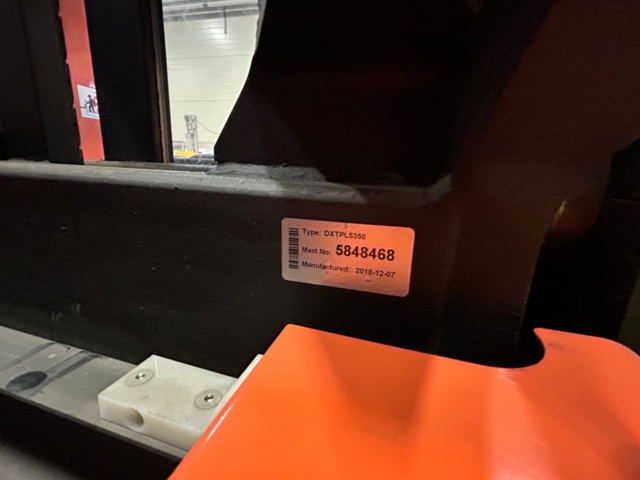 Type: DXTPL5350
Mast No: 5848468
Manufactured: 2018-12-07